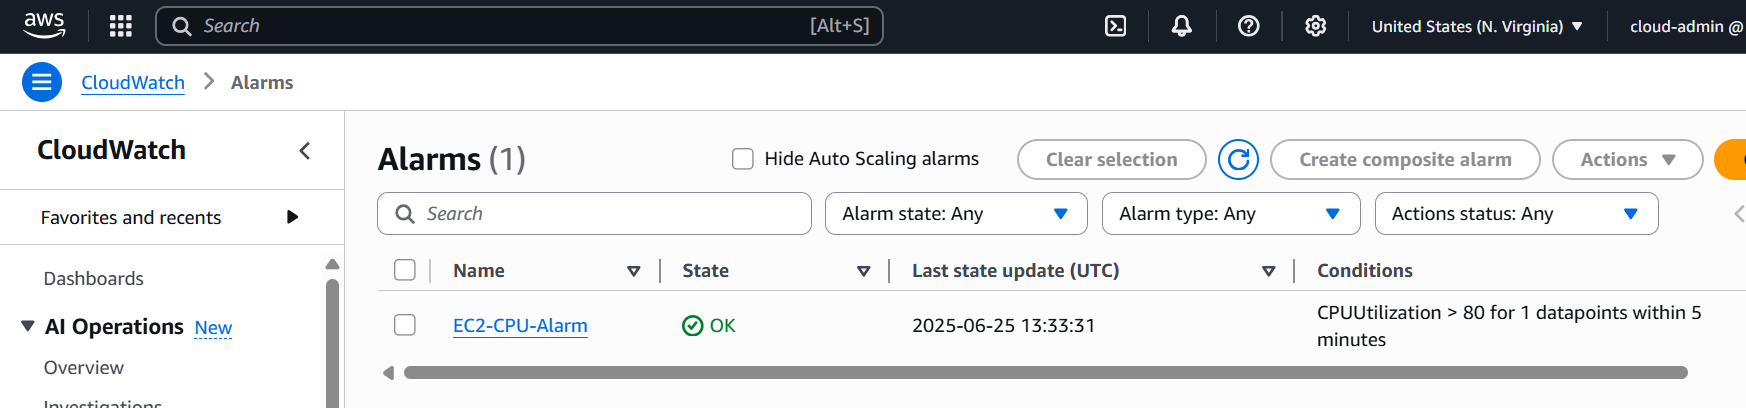 aws
Search [Alt+S]
United States (N. Virginia)
cloud-admin @
CloudWatch
Alarms
CloudWatch
Favorites and recents
Dashboards
AI Operations New
Overview
Investigations
Alarms (1)
Hide Auto Scaling alarms
Clear selection
Create composite alarm
Actions
Search
Alarm state: Any
Alarm type: Any
Actions status: Any
Name
State
Last state update (UTC)
Conditions
EC2-CPU-Alarm
OK
2025-06-25 13:33:31
CPUUtilization > 80 for 1 datapoints within 5
minutes